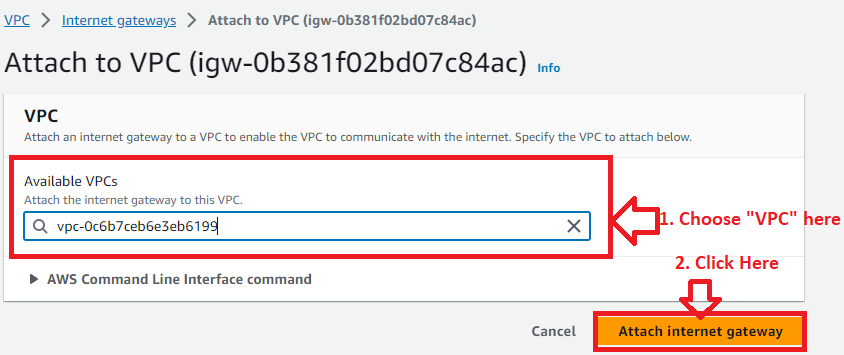 VPC > Internet gateways > Attach to VPC (igw-0b381f02bd07c84ac)
Attach to VPC (igw-0b381f02bd07c84ac) Info
VPC
Attach an internet gateway to a VPC to enable the VPC to communicate with the internet. Specify the VPC to attach below.
Available VPCs
Attach the internet gateway to this VPC.
vpc-0c6b7ceb6e3eb6199
1. Choose "VPC" here
AWS Command Line Interface command
2. Click Here
Cancel Attach internet gateway